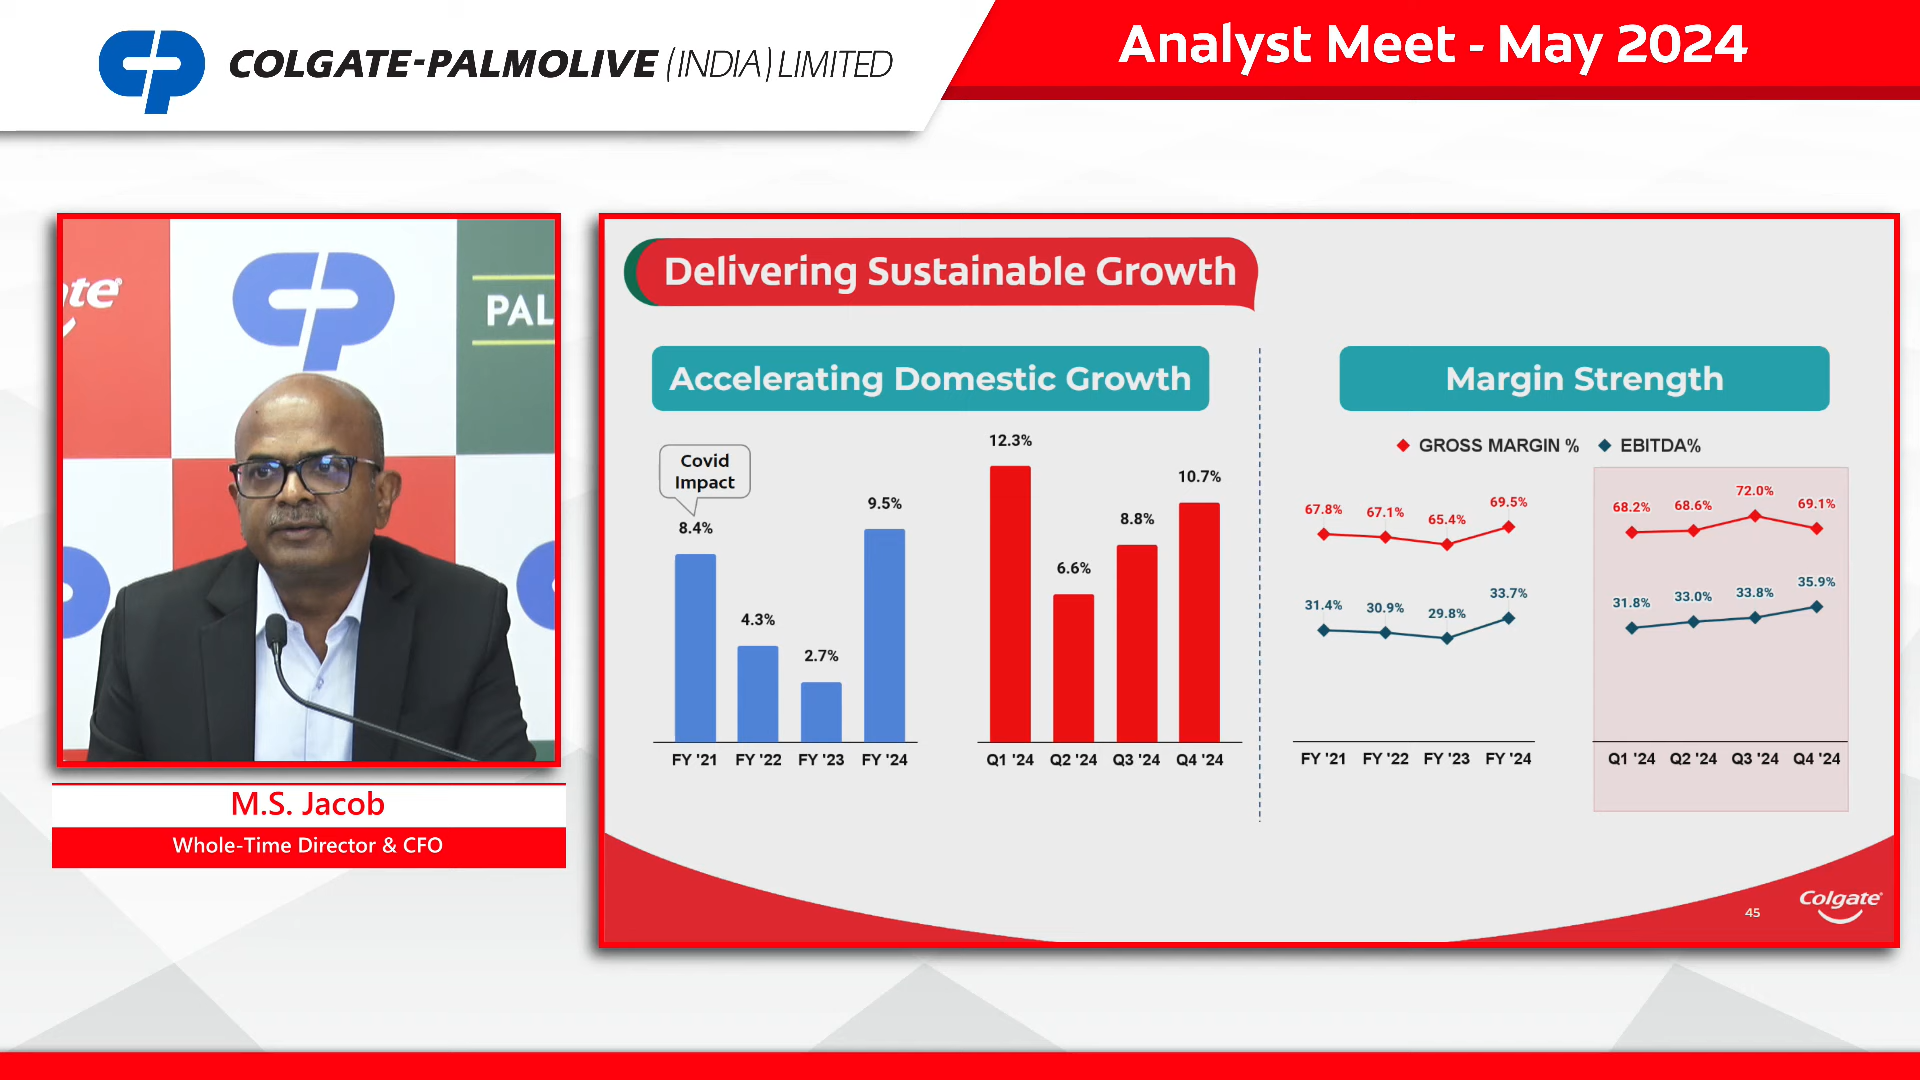 COLGATE-PALMOLIVE (INDIA) LIMITED
Analyst Meet - May 2024
te
PAL
M.S. Jacob
Whole-Time Director & CFO
Delivering Sustainable Growth
Accelerating Domestic Growth
Covid
Impact
8.4%
4.3%
2.7%
9.5%
FY '21 FY '22 FY '23 FY '24
12.3%
6.6%
8.8%
10.7%
Q1 '24 Q2 '24 Q3 '24 Q4 '24
Margin Strength
GROSS MARGIN % EBITDA%
67.8% 67.1% 65.4% 69.5%
31.4% 30.9% 29.8% 33.7%
FY '21 FY '22 FY '23 FY '24
68.2% 68.6% 72.0% 69.1%
31.8% 33.0% 33.8% 35.9%
Q1 '24 Q2 '24 Q3 '24 Q4 '24
45
Colgate